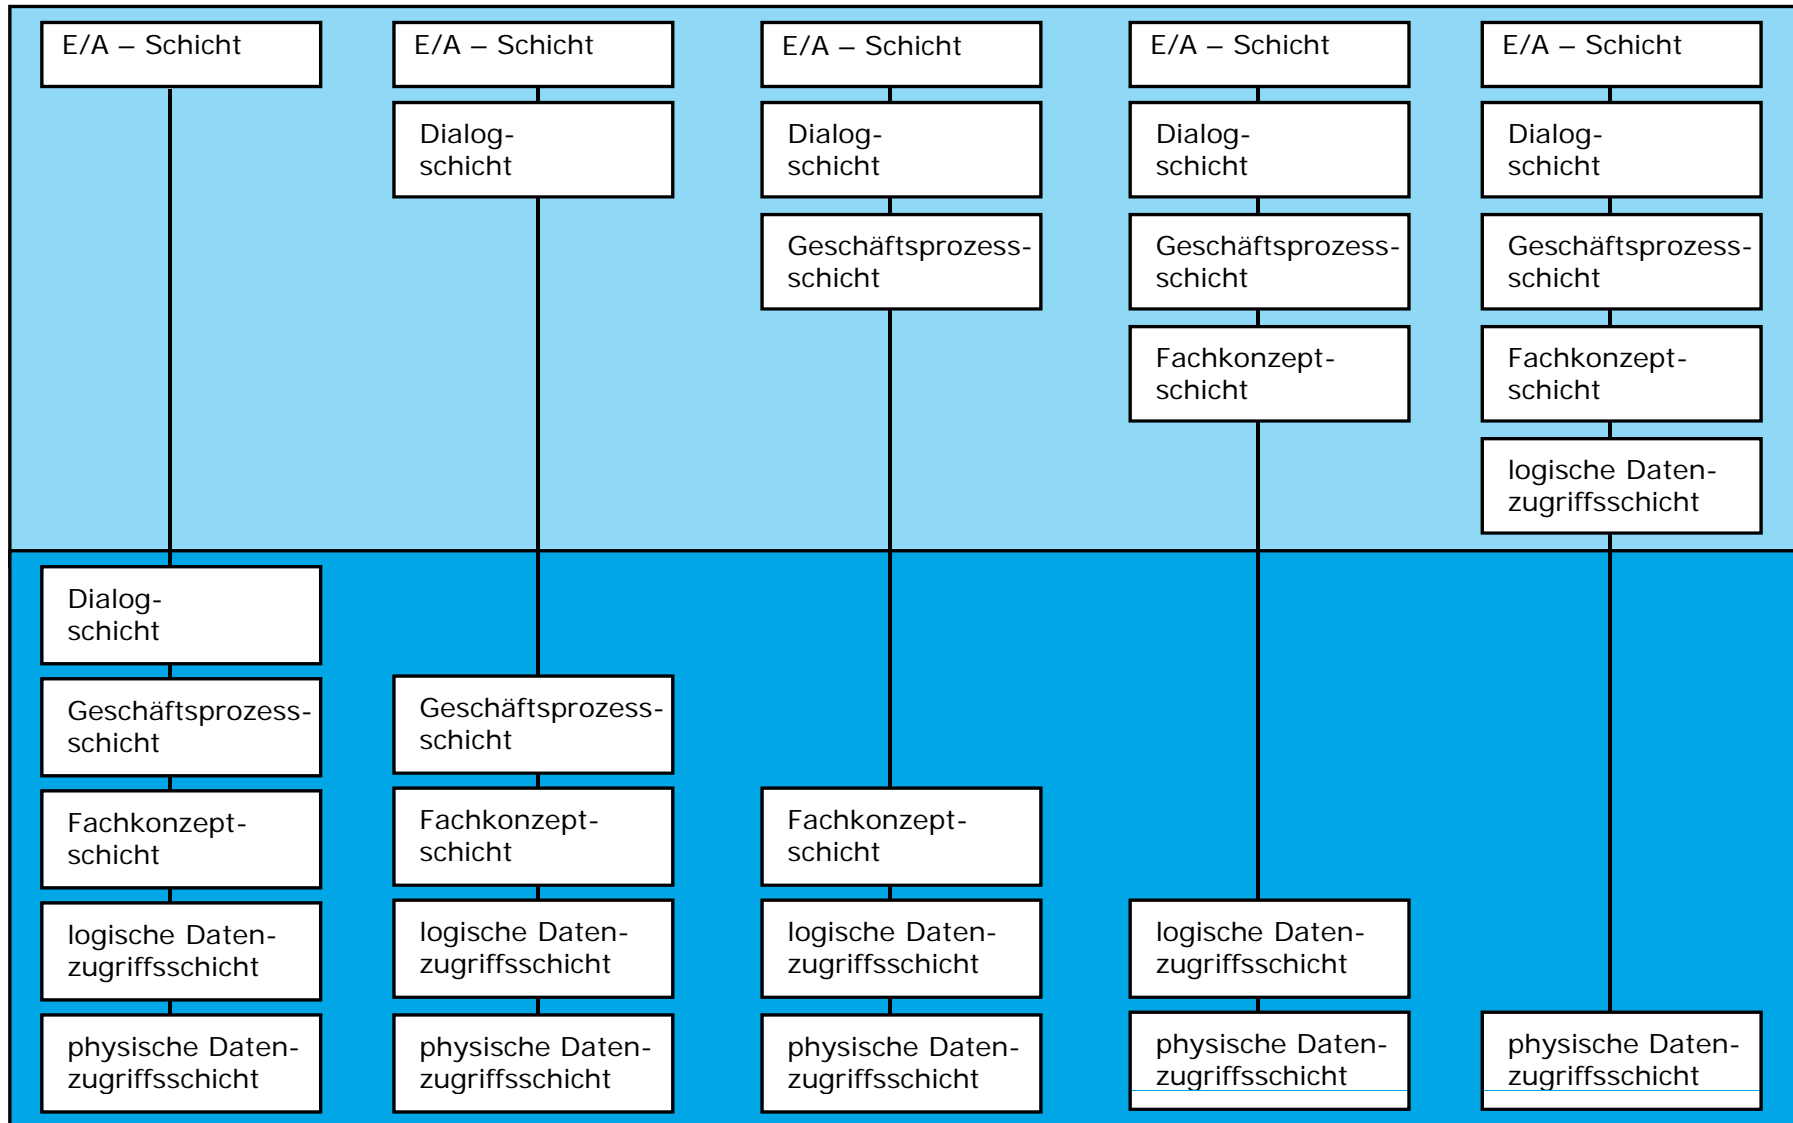 E/A – Schicht
E/A – Schicht
E/A – Schicht
E/A – Schicht
E/A – Schicht
Dialog-
schicht
Dialog-
schicht
Dialog-
schicht
Dialog-
schicht
Geschäftsprozess-
schicht
Geschäftsprozess-
schicht
Geschäftsprozess-
schicht
Fachkonzept-
schicht
Fachkonzept-
schicht
logische Daten-
zugriffsschicht
Dialog-
schicht
Geschäftsprozess-
schicht
Geschäftsprozess-
schicht
Fachkonzept-
schicht
Fachkonzept-
schicht
Fachkonzept-
schicht
logische Daten-
zugriffsschicht
logische Daten-
zugriffsschicht
logische Daten-
zugriffsschicht
logische Daten-
zugriffsschicht
physische Daten-
zugriffsschicht
physische Daten-
zugriffsschicht
physische Daten-
zugriffsschicht
physische Daten-
zugriffsschicht
physische Daten-
zugriffsschicht